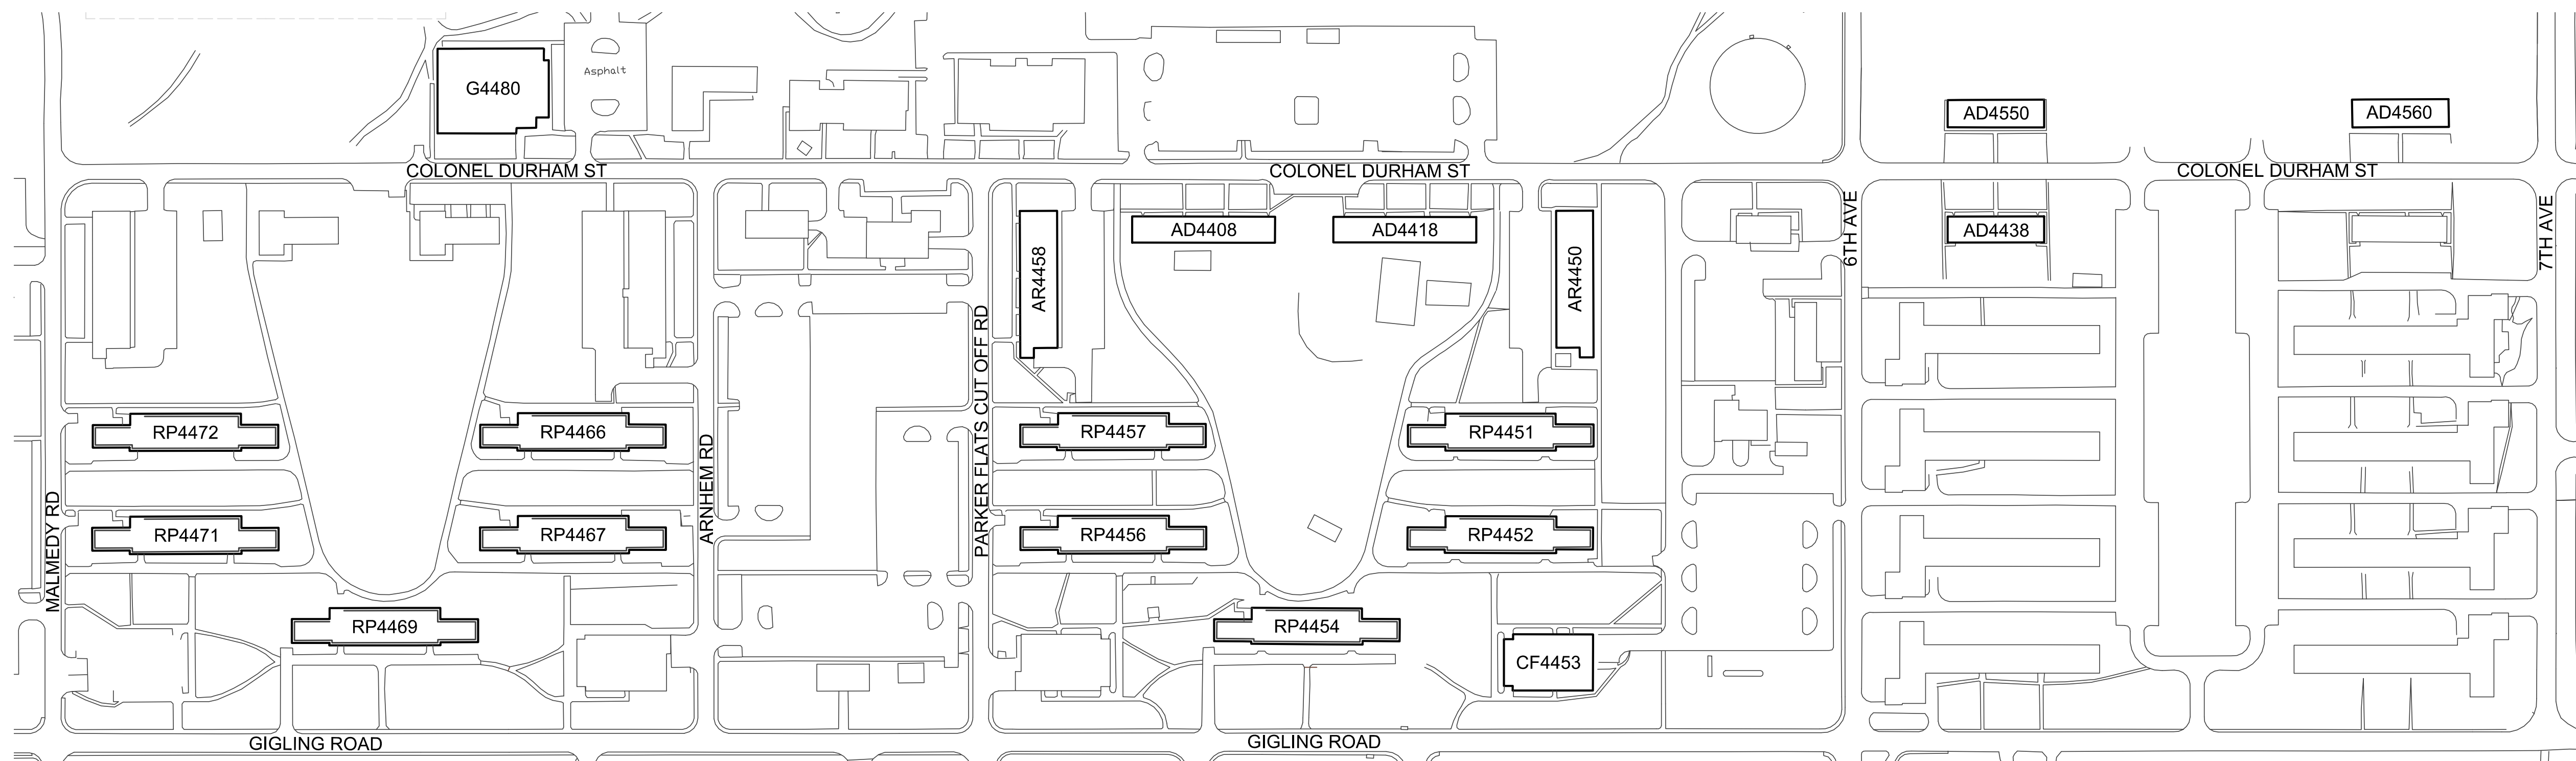 G4480
Asphalt
AD4550
AD4560
COLONEL DURHAM ST
COLONEL DURHAM ST
COLONEL DURHAM ST
AD4408
AD4418
AD4438
6TH AVE
7TH AVE
AR4458
AR4450
PARKER FLATS CUT OFF RD
RP4472
RP4466
RP4457
RP4451
ARNHEM RD
MALMEDY RD
RP4471
RP4467
RP4456
RP4452
RP4469
RP4454
CF4453
GIGLING ROAD
GIGLING ROAD